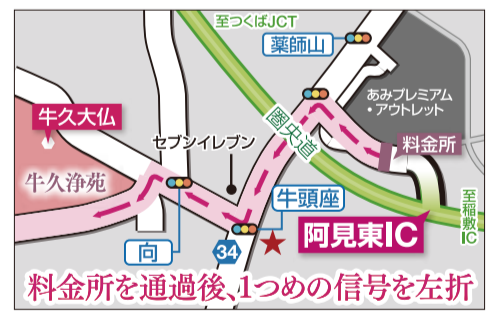 至つくばJCT
薬師山
あみプレミアム
・アウトレット
牛久大仏
セブンイレブン
圏央道
料金所
牛久浄苑
牛頭座
至稲敷IC
向
34
阿見東IC
料金所を通過後、1つめの信号を左折